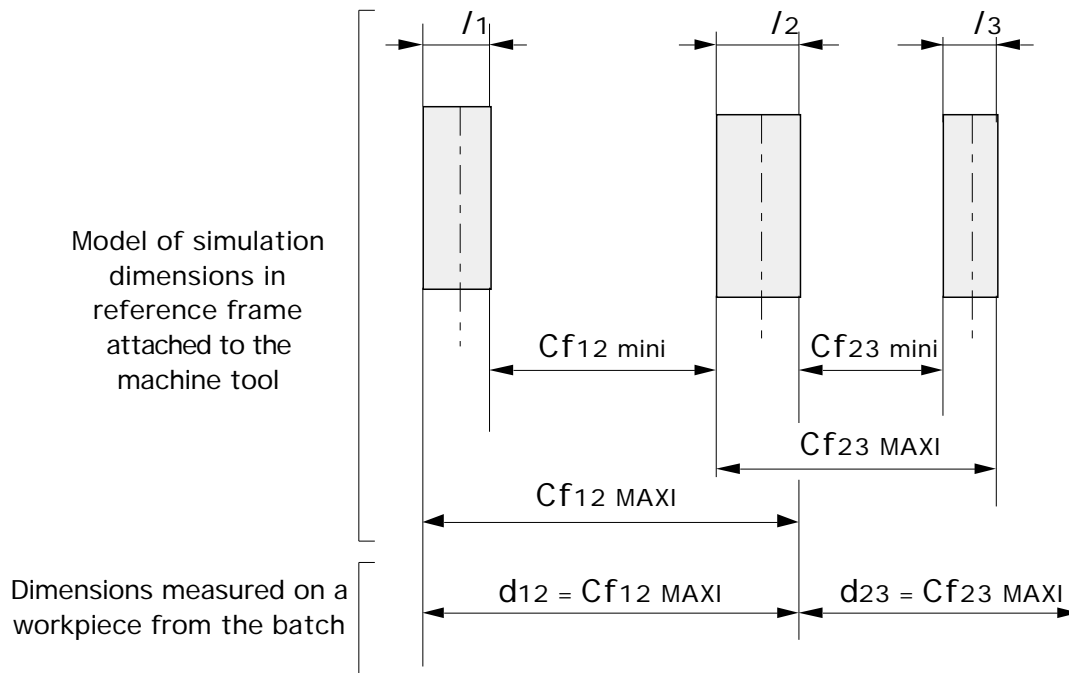 l1
l2
l3
Model of simulation
dimensions in
reference frame
attached to the
machine tool
Cf12 mini
Cf23 mini
Cf23 MAXI
Cf12 MAXI
Dimensions measured on a
workpiece from the batch
d12 = Cf12 MAXI
d23 = Cf23 MAXI